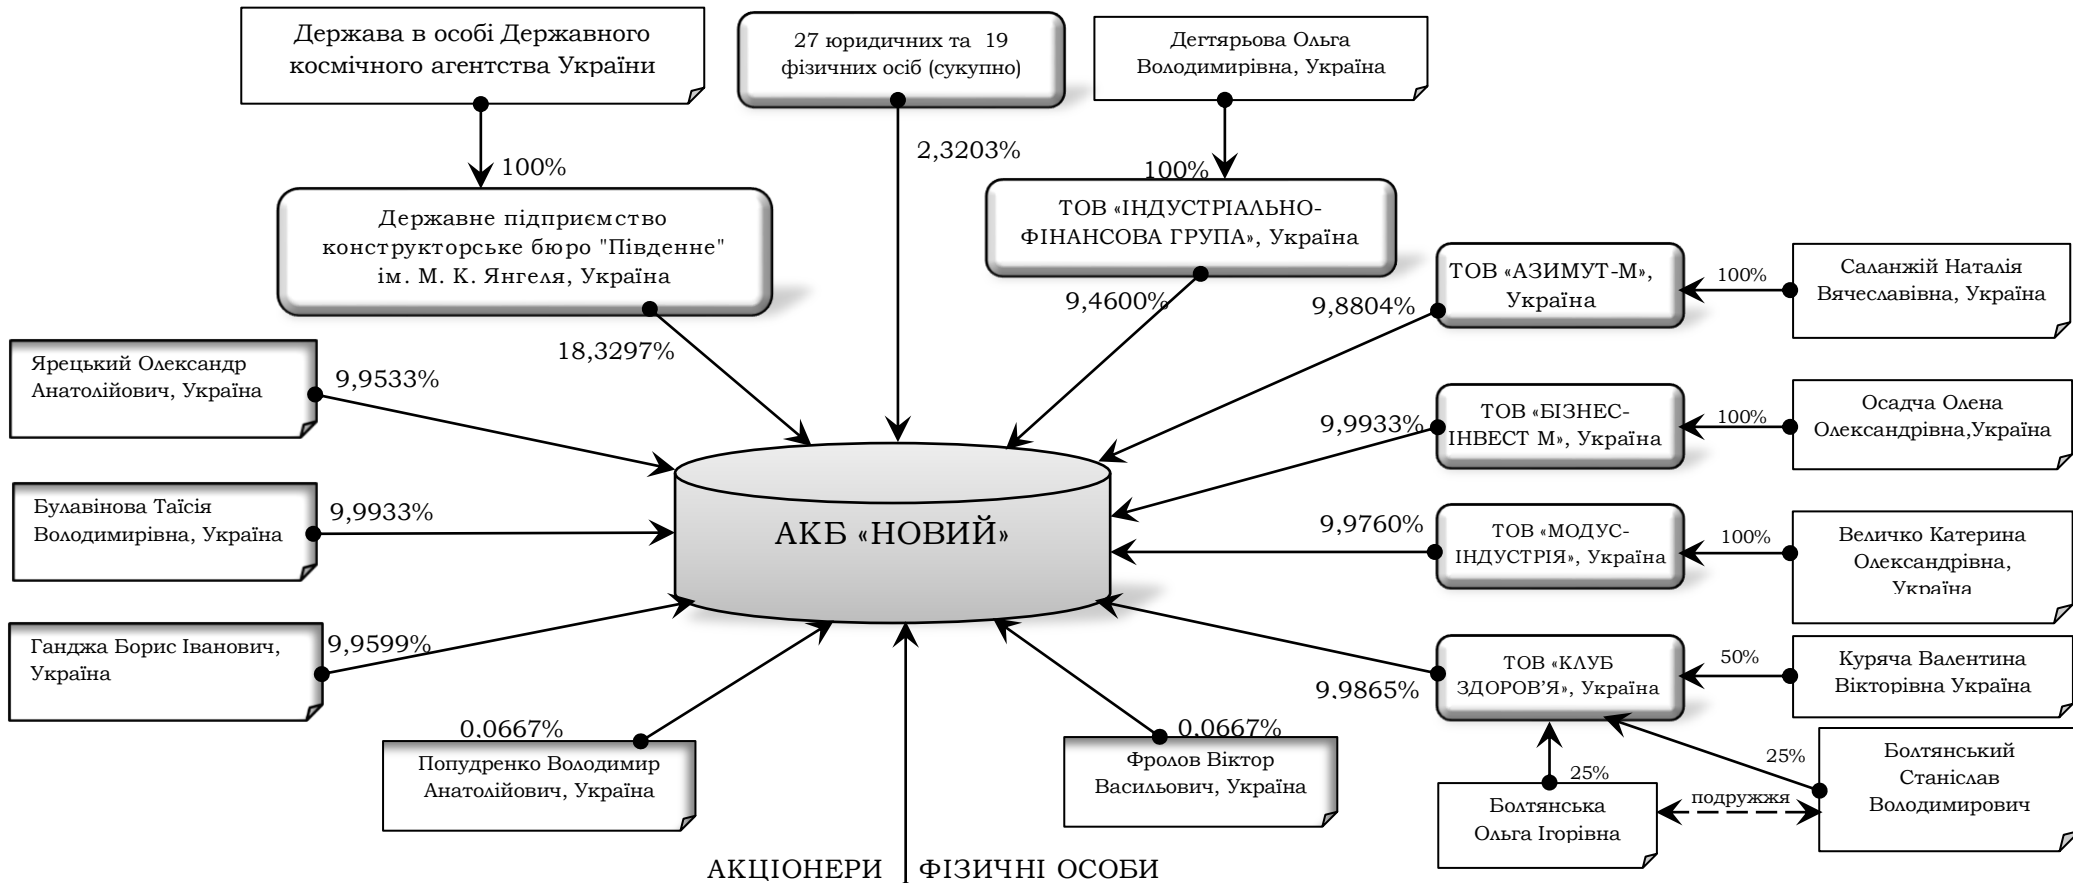 Держава в особі Державного
космічного агентства України
27 юридичних та 19
фізичних осіб (сукупно)
Дегтярьова Ольга
Володимирівна, Україна
100%
2,3203%
100%
Державне підприємство
конструкторське бюро "Південне"
ім. М. К. Янгеля, Україна
ТОВ «ІНДУСТРІАЛЬНО-
ФІНАНСОВА ГРУПА», Україна
ТОВ «АЗИМУТ-М»,
Україна
100%
Саланжій Наталія
Вячеславівна, Україна
18,3297%
9,4600%
9,8804%
Ярецький Олександр
Анатолійович, Україна
9,9533%
9,9933%
ТОВ «БІЗНЕС-
ІНВЕСТ М», Україна
100%
Осадча Олена
Олександрівна,Україна
Булавінова Таїсія
Володимирівна, Україна
9,9933%
АКБ «НОВИЙ»
9,9760%
ТОВ «МОДУС-
ІНДУСТРІЯ», Україна
100%
Величко Катерина
Олександрівна,
Україна
Ганджа Борис Іванович,
Україна
9,9599%
9,9865%
ТОВ «КЛУБ
ЗДОРОВ’Я», Україна
50%
Куряча Валентина
Вікторівна Україна
0,0667%
Попудренко Володимир
Анатолійович, Україна
0,0667%
Фролов Віктор
Васильович, Україна
25%
Болтянська
Ольга Ігорівна
подружжя
25%
Болтянський
Станіслав
Володимирович
АКЦІОНЕРИ ФІЗИЧНІ ОСОБИ